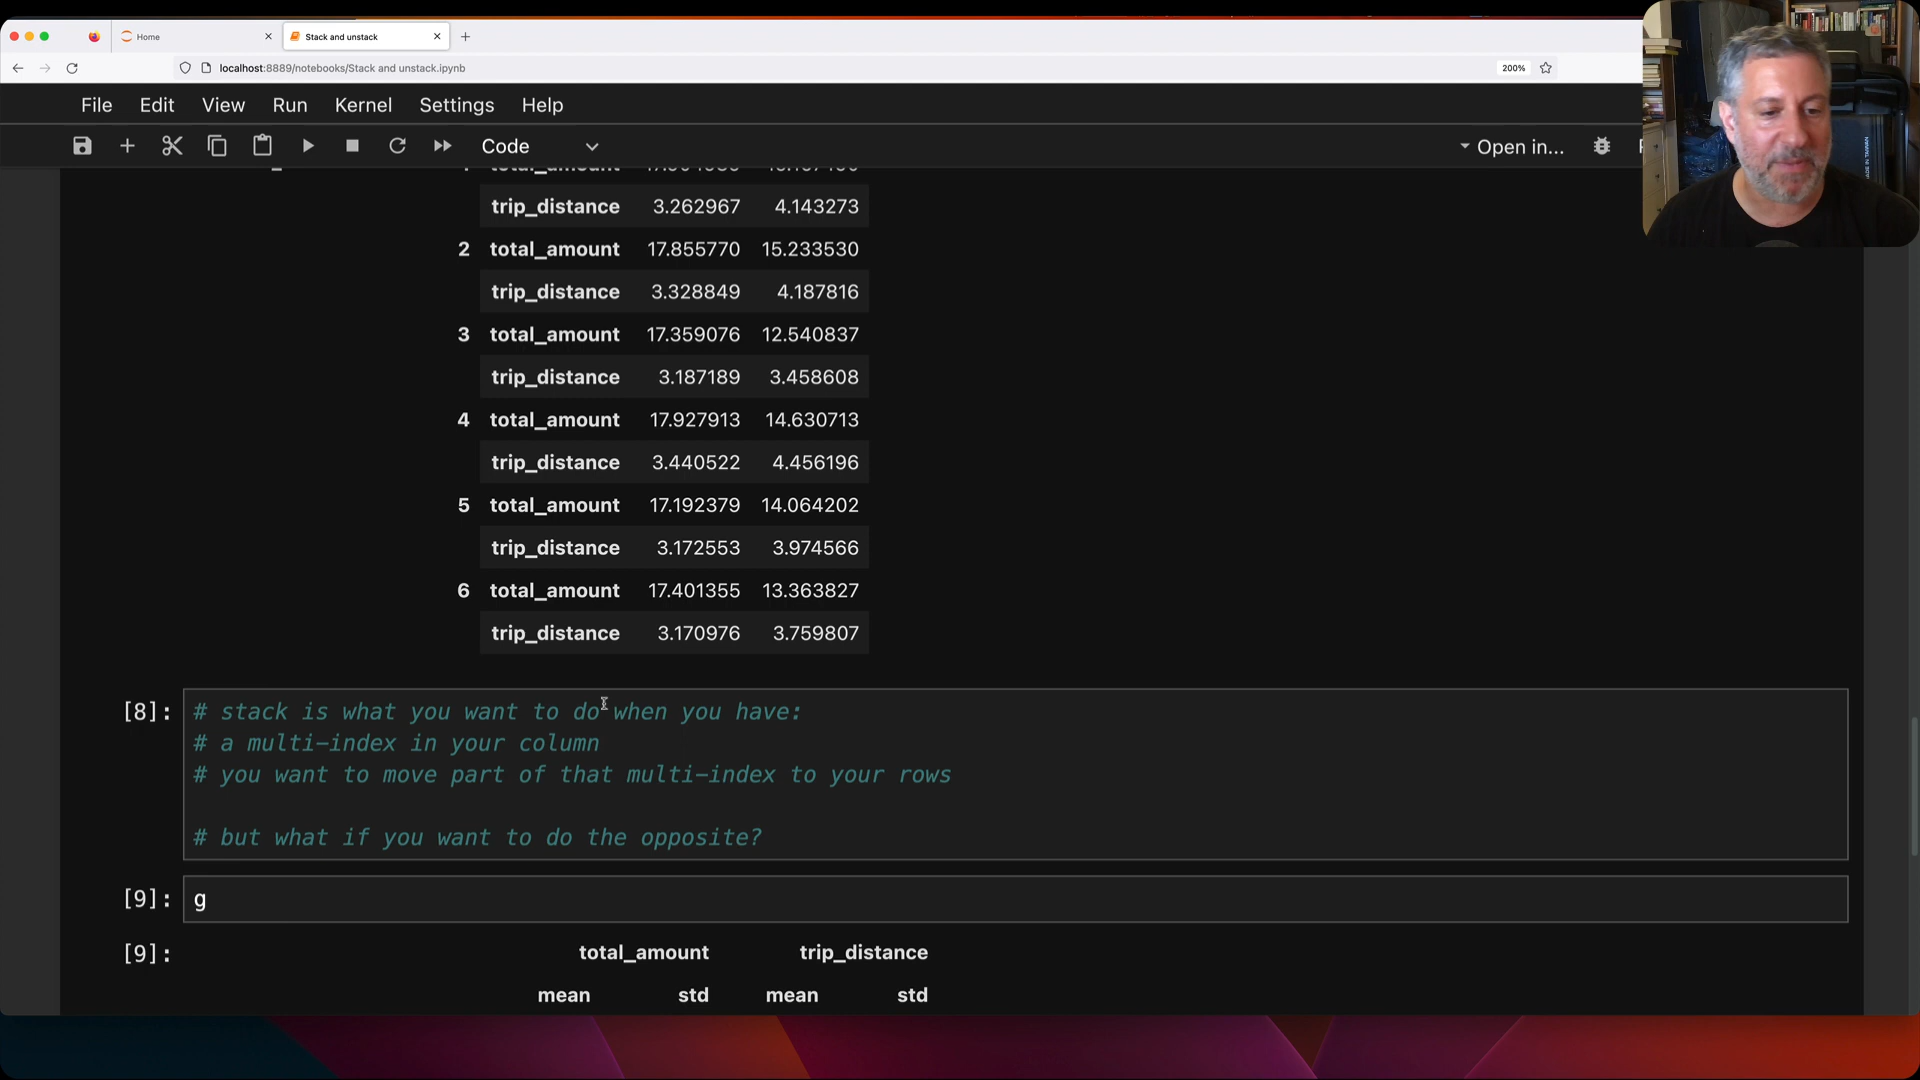 Home
Stack and unstack
localhost:8889/notebooks/Stack and unstack.ipynb
200%
File Edit View Run Kernel Settings Help
Code
Open in...
total_amount
trip_distance 3.262967 4.143273
2 total_amount 17.855770 15.233530
trip_distance 3.328849 4.187816
3 total_amount 17.359076 12.540837
trip_distance 3.187189 3.458608
4 total_amount 17.927913 14.630713
trip_distance 3.440522 4.456196
5 total_amount 17.192379 14.064202
trip_distance 3.172553 3.974566
6 total_amount 17.401355 13.363827
trip_distance 3.170976 3.759807
[8]: # stack is what you want to do when you have:
# a multi-index in your column
# you want to move part of that multi-index to your rows
# but what if you want to do the opposite?
[9]: g
[9]: total_amount trip_distance
mean std mean std